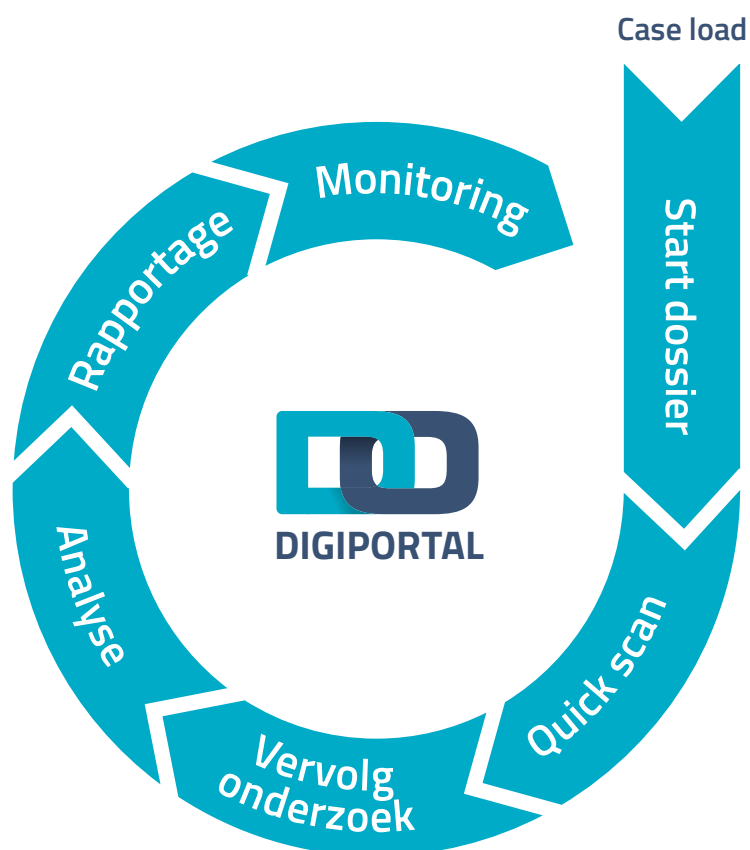 Case load
Start dossier
Quick scan
Vervolg
onderzoek
Analyse
Rapportage
Monitoring
DIGIPORTAL